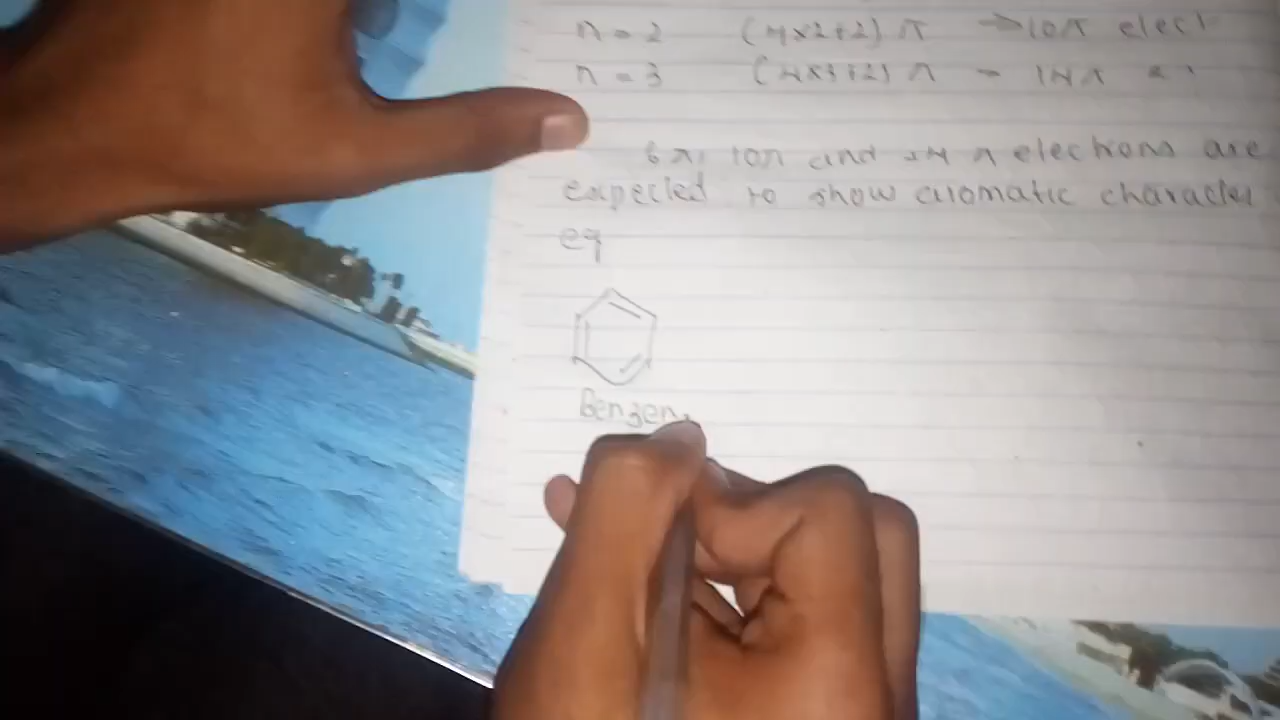 n = 2 (4x2+2) π → 10π elect
n = 3 (4x3+2) π - 14π "
6π, 10π and 14 π electrons are
expected to show aromatic character
eg
Benzen